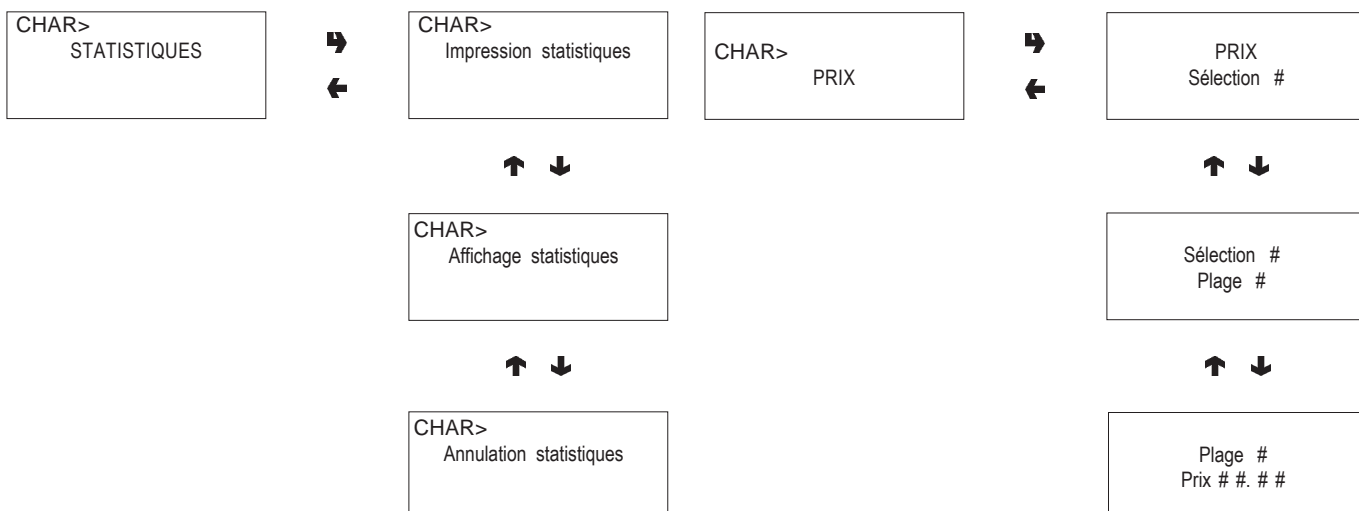 CHAR>
STATISTIQUES
CHAR>
Impression statistiques
CHAR>
Affichage statistiques
CHAR>
Annulation statistiques
CHAR>
PRIX
PRIX
Sélection #
Sélection #
Plage #
Plage #
Prix # #. # #